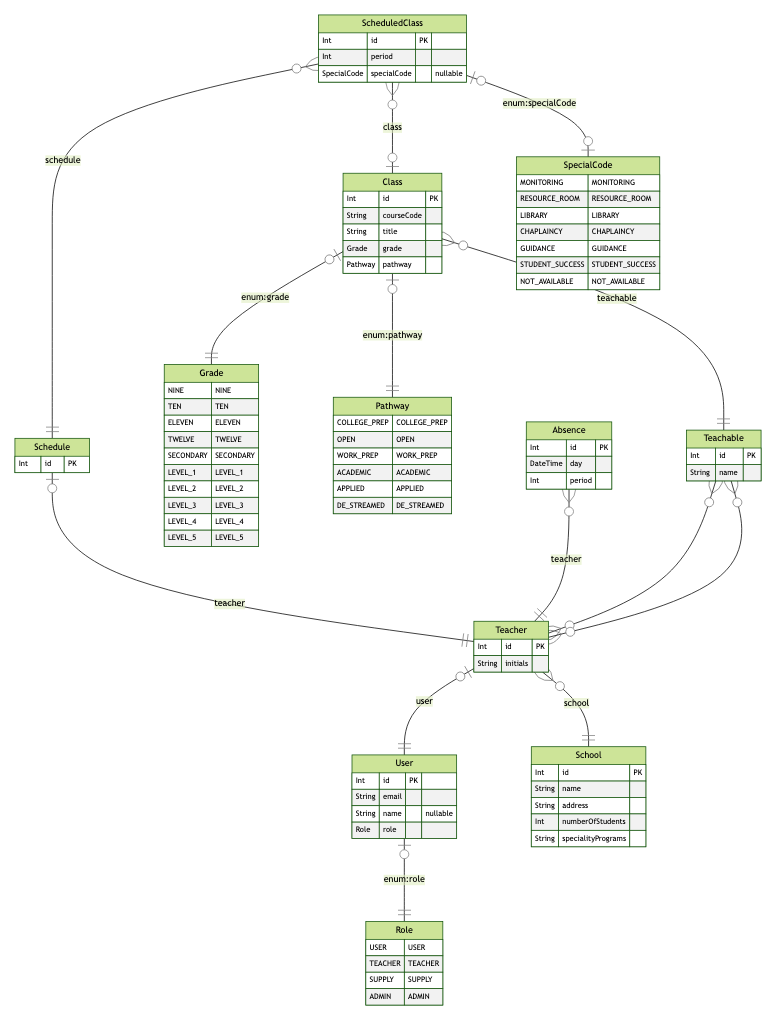 ScheduledClass
Int id PK
Int period
SpecialCode specialCode nullable
enum:specialCode
class
schedule
SpecialCode
MONITORING MONITORING
RESOURCE_ROOM RESOURCE_ROOM
LIBRARY LIBRARY
CHAPLAINCY CHAPLAINCY
GUIDANCE GUIDANCE
STUDENT_SUCCESS STUDENT_SUCCESS
NOT_AVAILABLE NOT_AVAILABLE
Class
Int id PK
String courseCode
String title
Grade grade
Pathway pathway
enum:grade
teachable
enum:pathway
Grade
NINE NINE
TEN TEN
ELEVEN ELEVEN
TWELVE TWELVE
SECONDARY SECONDARY
LEVEL_1 LEVEL_1
LEVEL_2 LEVEL_2
LEVEL_3 LEVEL_3
LEVEL_4 LEVEL_4
LEVEL_5 LEVEL_5
Pathway
COLLEGE_PREP COLLEGE_PREP
OPEN OPEN
WORK_PREP WORK_PREP
ACADEMIC ACADEMIC
APPLIED APPLIED
DE_STREAMED DE_STREAMED
Absence
Int id PK
DateTime day
Int period
Teachable
Int id PK
String name
Schedule
Int id PK
teacher
teacher
Teacher
Int id PK
String initials
user
school
User
Int id PK
String email
String name nullable
Role role
School
Int id PK
String name
String address
Int numberOfStudents
String specialityPrograms
enum:role
Role
USER USER
TEACHER TEACHER
SUPPLY SUPPLY
ADMIN ADMIN